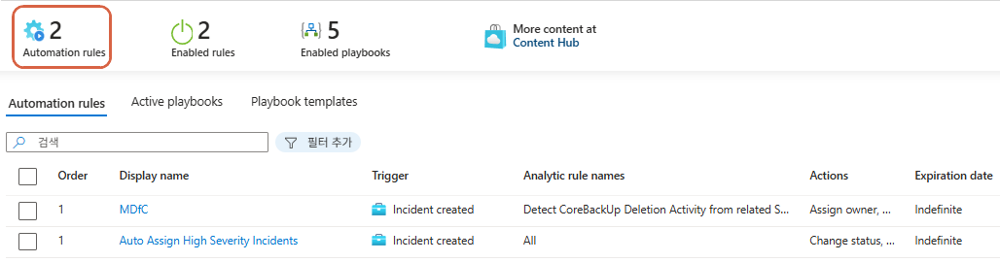 2
Automation rules
2
Enabled rules
5
Enabled playbooks
More content at
Content Hub
Automation rules Active playbooks Playbook templates
검색 필터 추가
Order Display name Trigger Analytic rule names Actions Expiration date
1 MDfC Incident created Detect CoreBackUp Deletion Activity from related S... Assign owner, ... Indefinite
1 Auto Assign High Severity Incidents Incident created All Change status, ... Indefinite